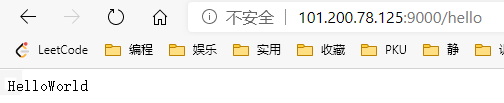 不安全 | 101.200.78.125:9000/hello
LeetCode 编程 娱乐 实用 收藏 PKU 静
HelloWorld